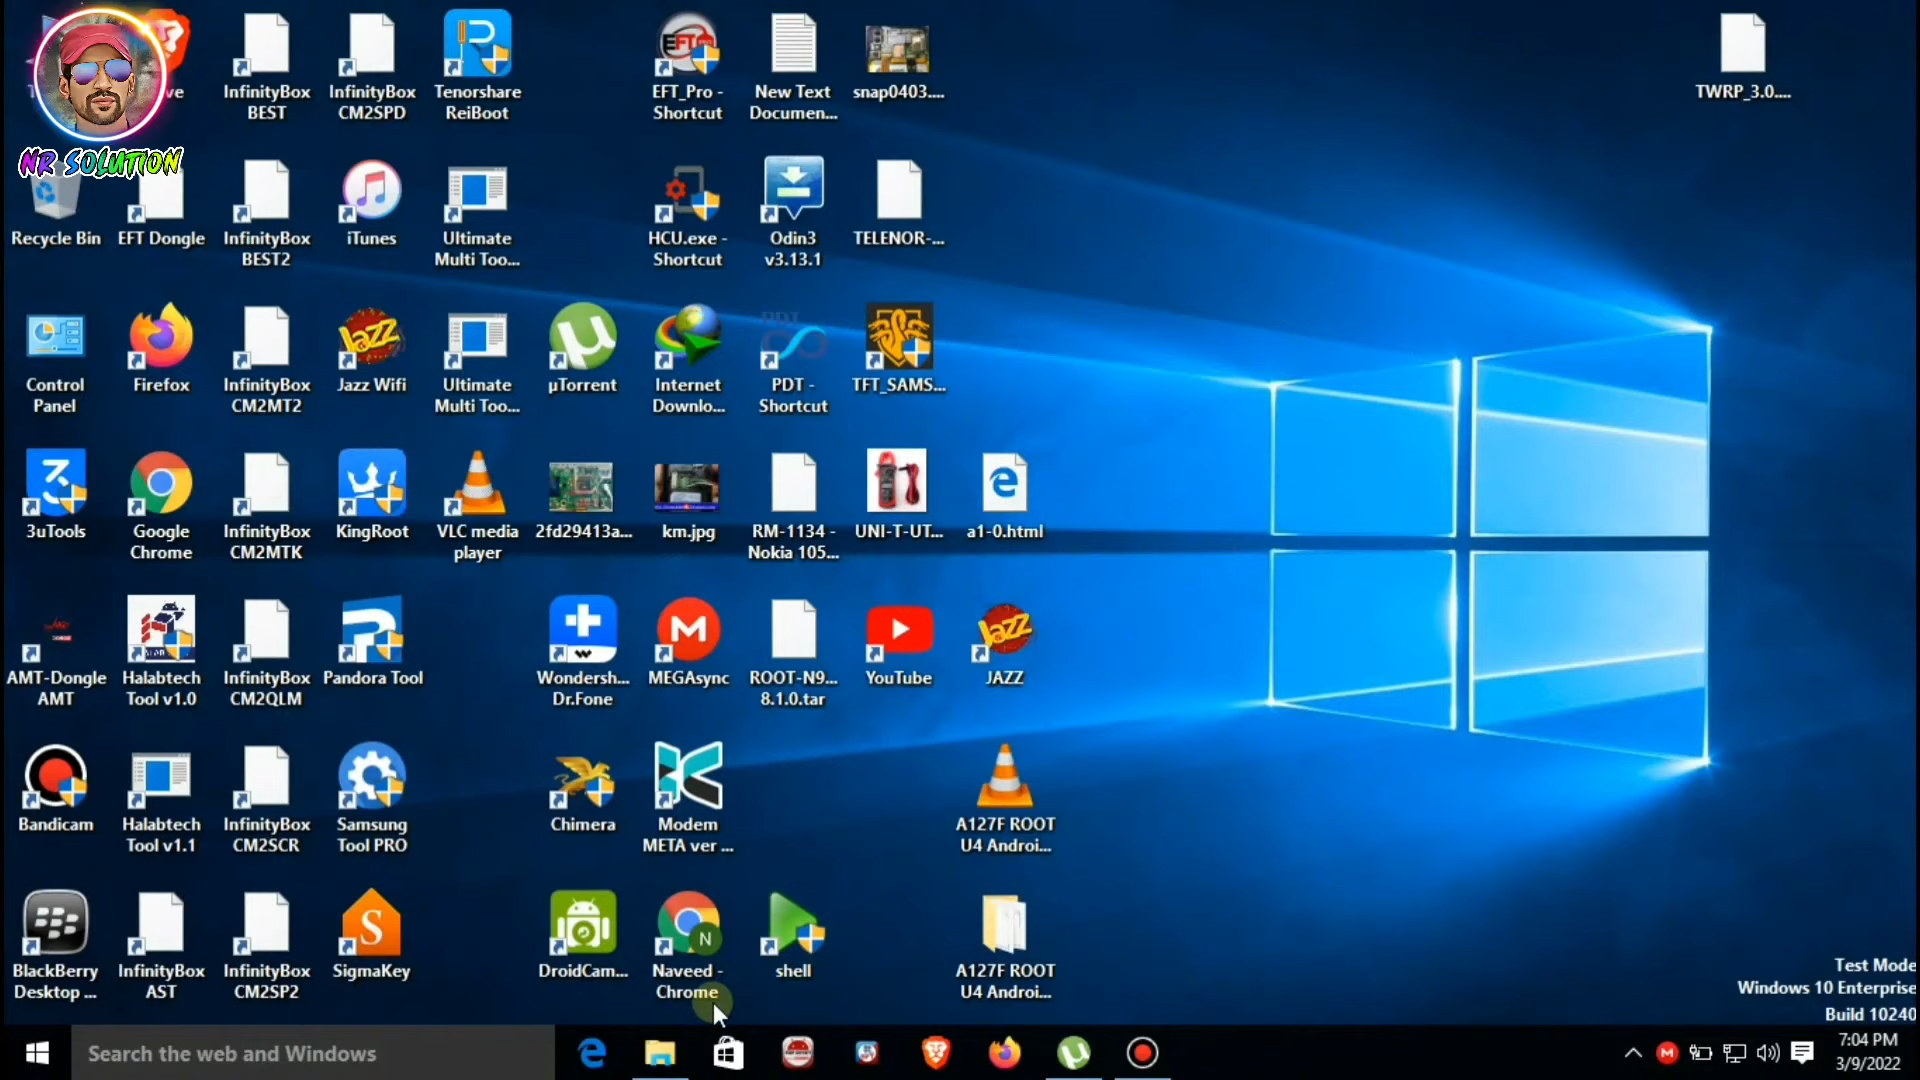 NR SOLUTION
InfinityBox
BEST
InfinityBox
CM2SPD
Tenorshare
ReiBoot
EFT_Pro -
Shortcut
New Text
Documen...
snap0403....
TWRP_3.0....
Recycle Bin
EFT Dongle
InfinityBox
BEST2
iTunes
Ultimate
Multi Too...
HCU.exe -
Shortcut
Odin3
v3.13.1
TELENOR-...
Control
Panel
Firefox
InfinityBox
CM2MT2
Jazz Wifi
Ultimate
Multi Too...
µTorrent
Internet
Downlo...
PDT -
Shortcut
TFT_SAMS...
3uTools
Google
Chrome
InfinityBox
CM2MTK
KingRoot
VLC media
player
2fd29413a...
km.jpg
RM-1134 -
Nokia 105...
UNI-T-UT...
a1-0.html
AMT-Dongle
AMT
Halabtech
Tool v1.0
InfinityBox
CM2QLM
Pandora Tool
Wondersh...
Dr.Fone
MEGAsync
ROOT-N9...
8.1.0.tar
YouTube
JAZZ
Bandicam
Halabtech
Tool v1.1
InfinityBox
CM2SCR
Samsung
Tool PRO
Chimera
Modem
META ver ...
A127F ROOT
U4 Androi...
BlackBerry
Desktop ...
InfinityBox
AST
InfinityBox
CM2SP2
SigmaKey
DroidCam...
Naveed -
Chrome
shell
A127F ROOT
U4 Androi...
Test Mode
Windows 10 Enterprise
Build 10240
Search the web and Windows
7:04 PM
3/9/2022